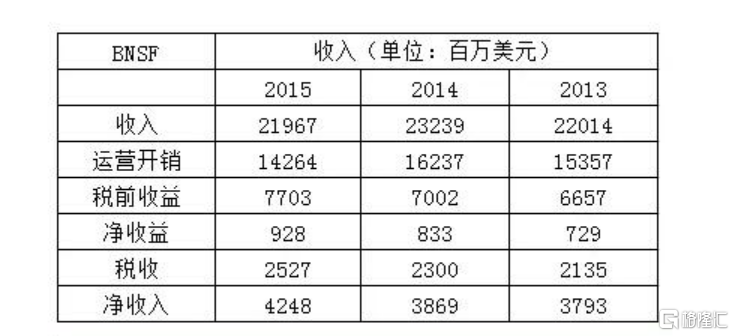 BNSF 收入（单位：百万美元）
2015 2014 2013
收入 21967 23239 22014
运营开销 14264 16237 15357
税前收益 7703 7002 6657
净收益 928 833 729
税收 2527 2300 2135
净收入 4248 3869 3793
格隆汇